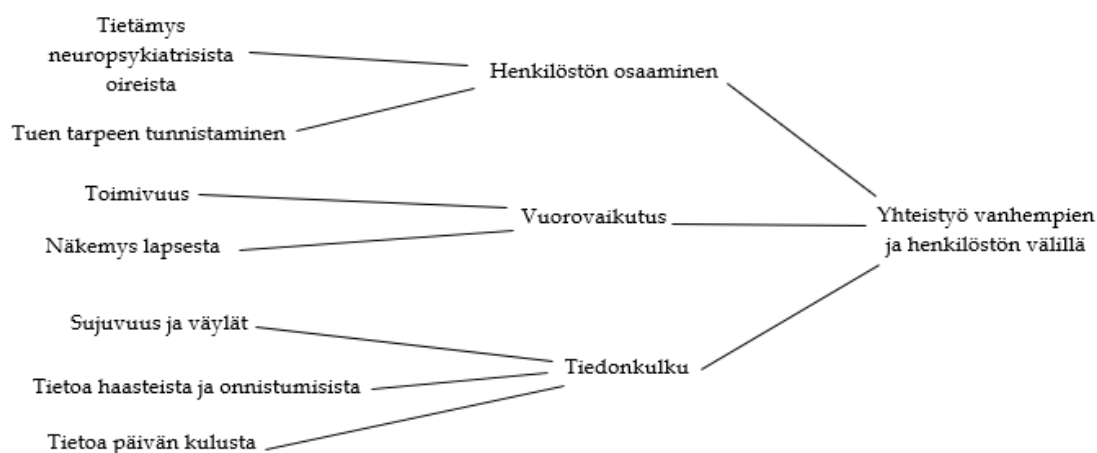 Tietämys
neuropsykiatrisista
oireista
Henkilöstön osaaminen
Tuen tarpeen tunnistaminen
Toimivuus
Vuorovaikutus
Näkemys lapsesta
Yhteistyö vanhempien
ja henkilöstön välillä
Sujuvuus ja väylät
Tiedonkulku
Tietoa haasteista ja onnistumisista
Tietoa päivän kulusta